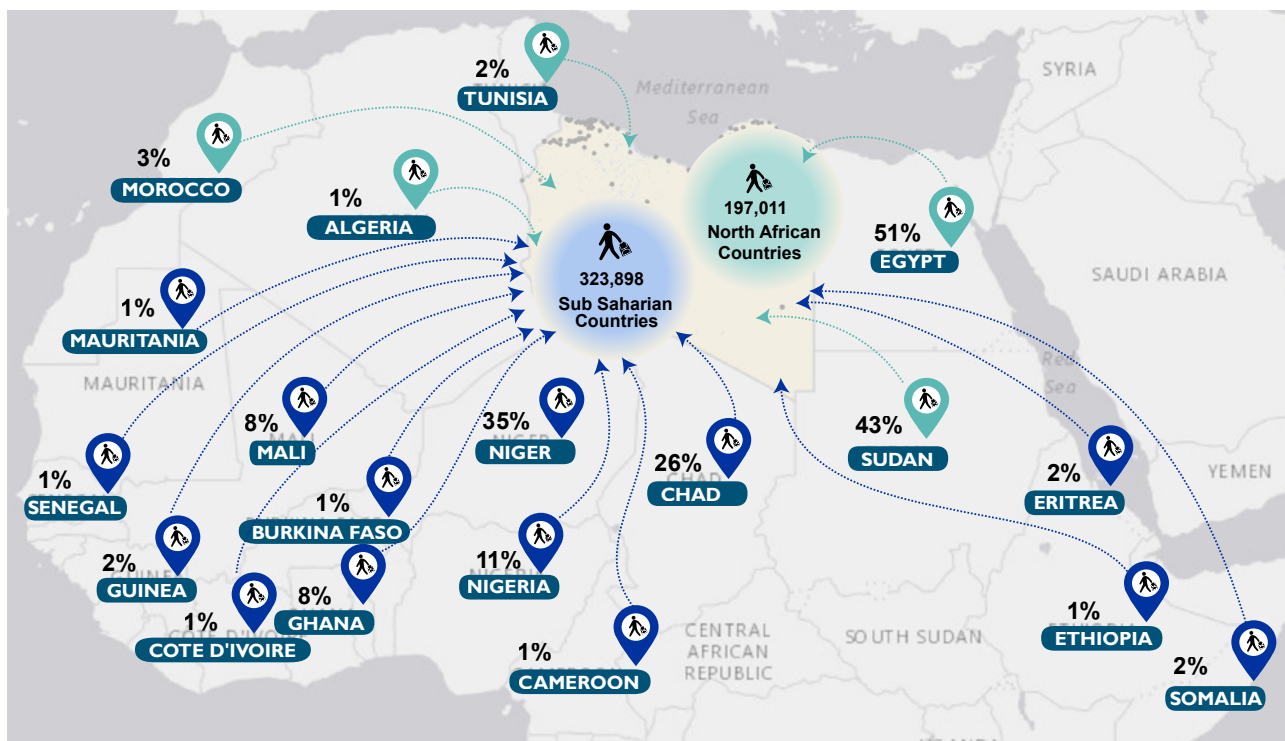 SYRIA
2%
TUNISIA
Mediterranean
Sea
3%
MOROCCO
1%
ALGERIA
197,011
North African
Countries
51%
EGYPT
SAUDI ARABIA
323,898
Sub Saharian
Countries
1%
MAURITANIA
MAURITANIA
Red
Sea
8%
MALI
35%
NIGER
26%
CHAD
43%
SUDAN
2%
ERITREA
YEMEN
1%
SENEGAL
1%
BURKINA FASO
2%
GUINEA
11%
NIGERIA
8%
GHANA
1%
COTE D'IVOIRE
1%
CAMEROON
CENTRAL
AFRICAN
REPUBLIC
SOUTH SUDAN
1%
ETHIOPIA
2%
SOMALIA